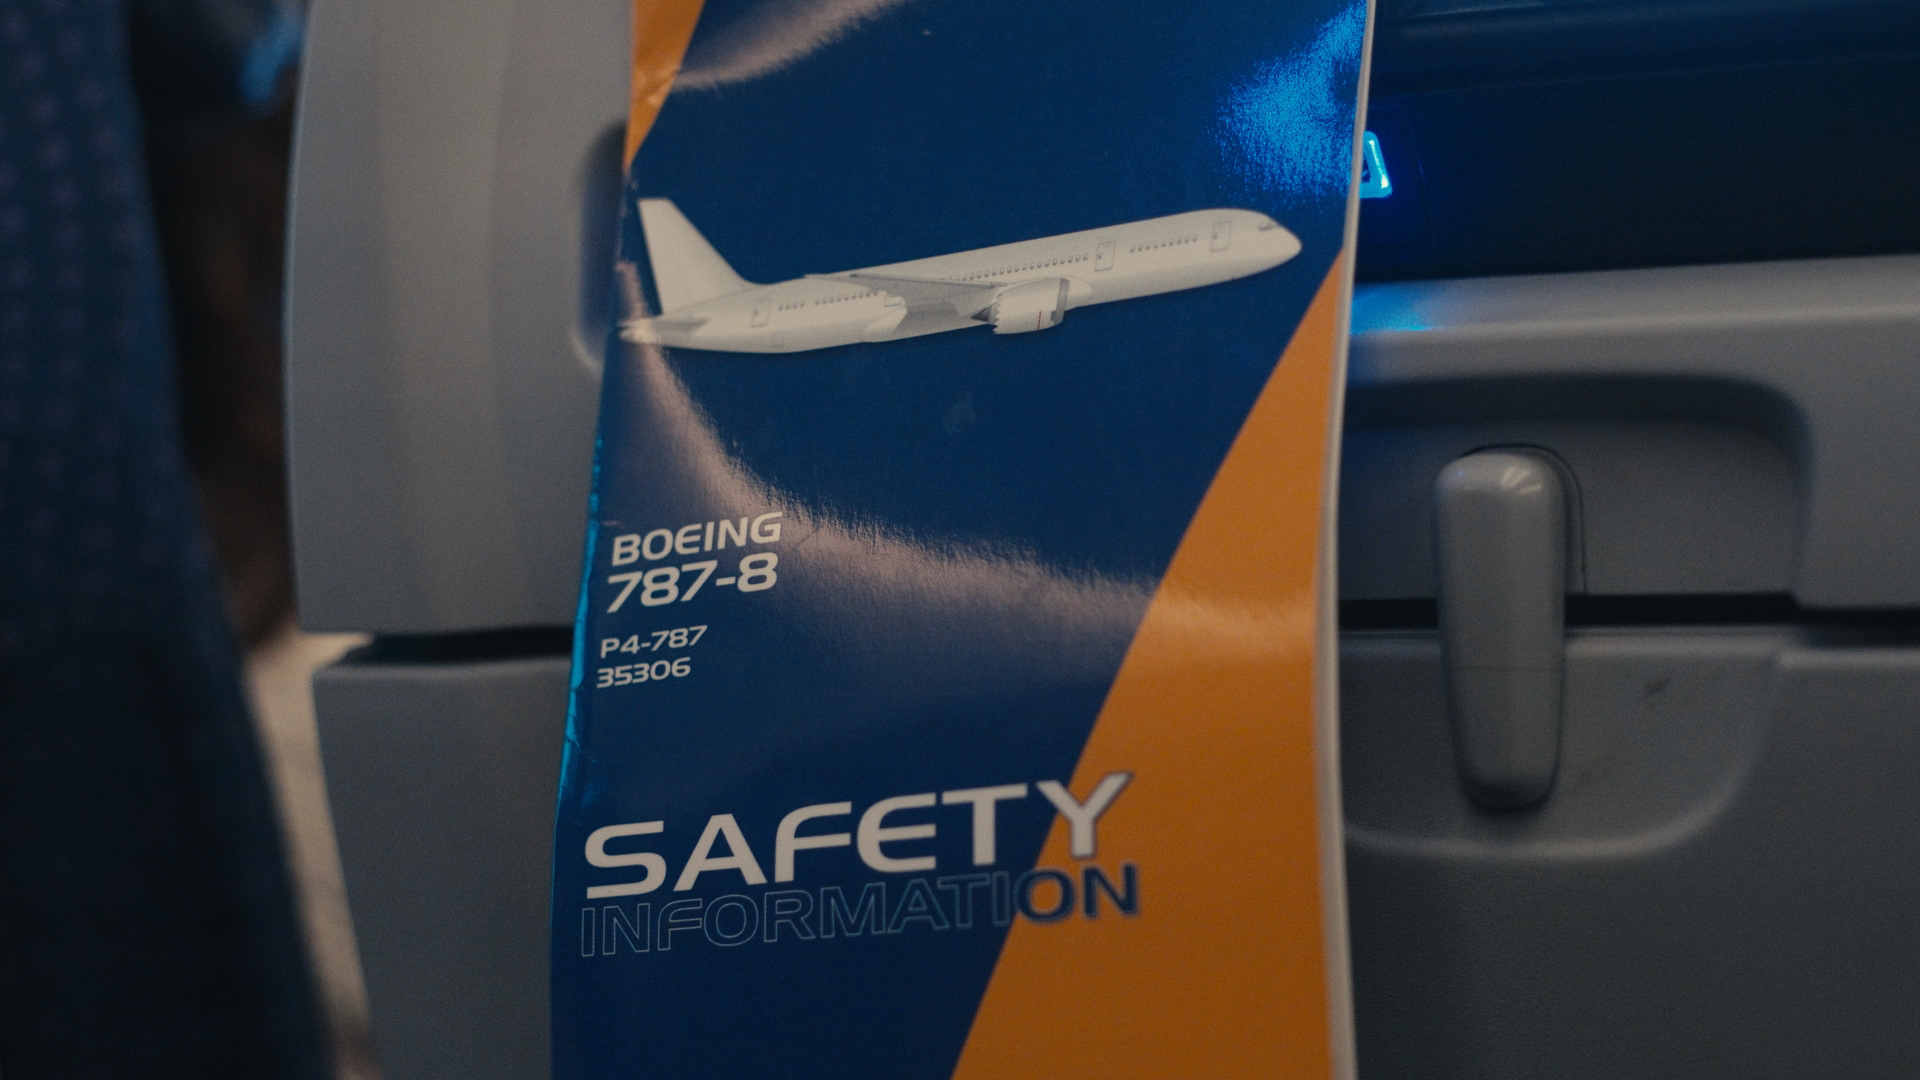 BOEING
787-8
P4-787
35306
SAFETY
INFORMATION